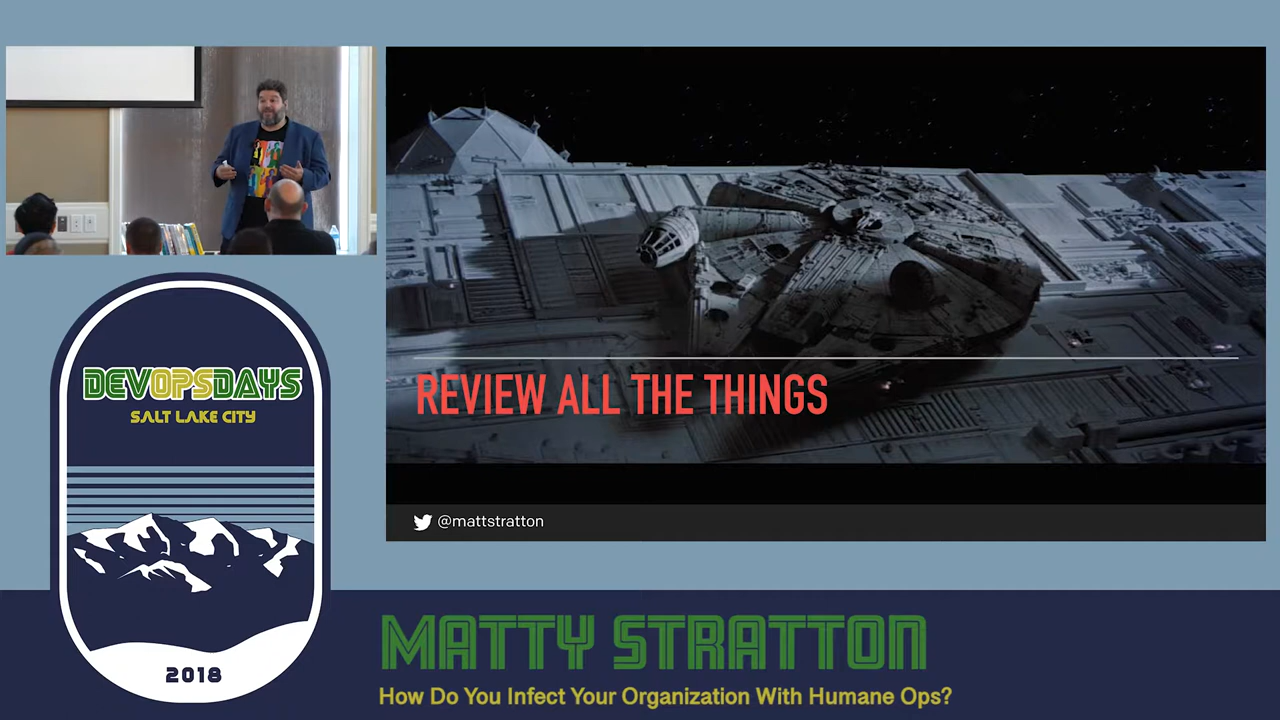 REVIEW ALL THE THINGS
@mattstratton
DEVOPSDAYS
SALT LAKE CITY
2018
MATTY STRATTON
How Do You Infect Your Organization With Humane Ops?